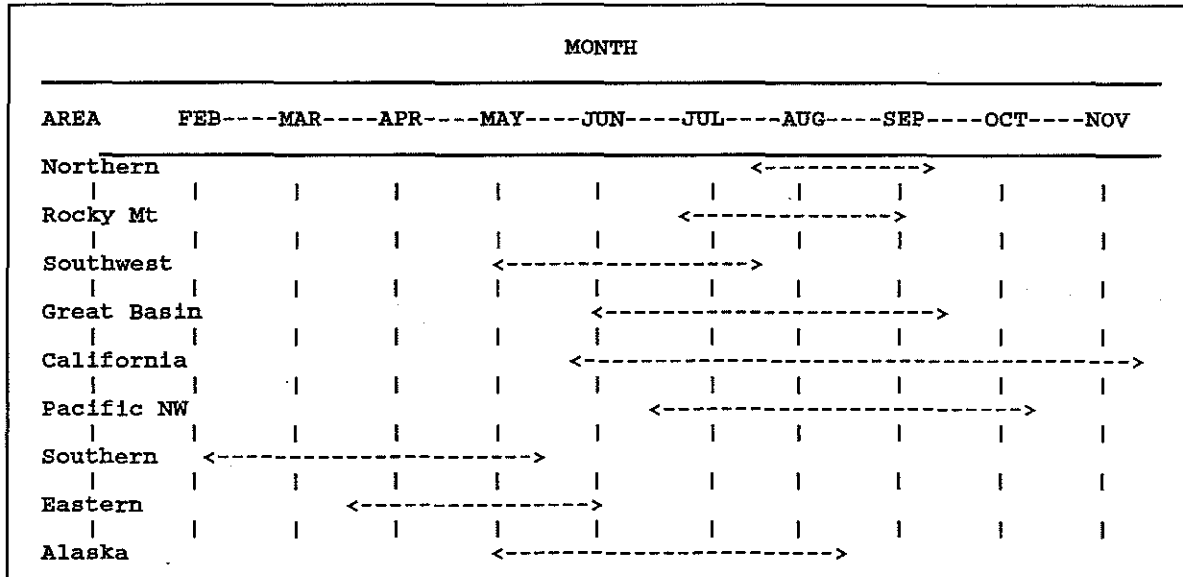 MONTH
AREA FEB----MAR----APR----MAY----JUN----JUL----AUG----SEP----OCT----NOV
Northern <---------------->
| | | | | | | | | | |
Rocky Mt <-------------------->
| | | | | | | | | | |
Southwest <------------------------>
| | | | | | | | | | |
Great Basin <-------------------------------->
| | | | | | | | | | |
California <---------------------------------------------------->
| | | | | | | | | | |
Pacific NW <----------------------------------->
| | | | | | | | | | |
Southern <------------------------------->
| | | | | | | | | | |
Eastern <----------------------->
| | | | | | | | | | |
Alaska <-------------------------------->